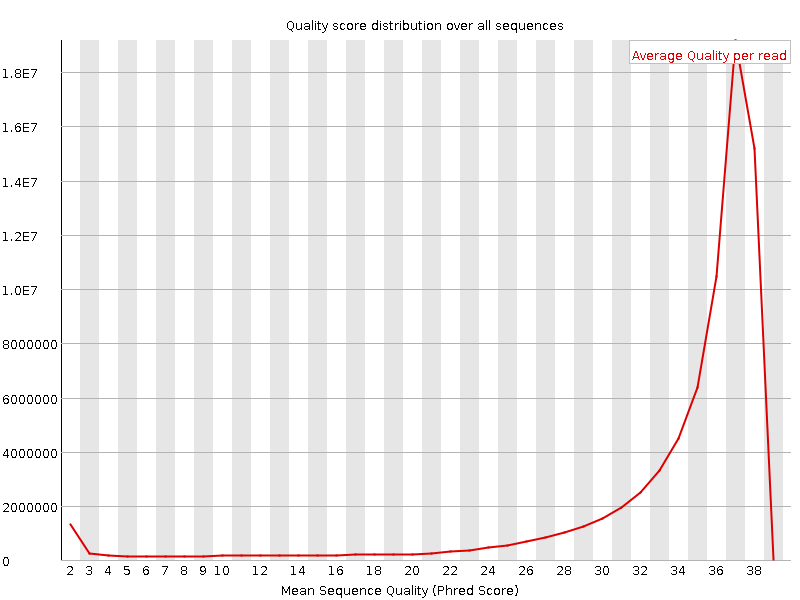 Quality score distribution over all sequences
Average Quality per read
1.8E7
1.6E7
1.4E7
1.2E7
1.0E7
8000000
6000000
4000000
2000000
0
2 3 4 5 6 7 8 9 10 12 14 16 18 20 22 24 26 28 30 32 34 36 38
Mean Sequence Quality (Phred Score)